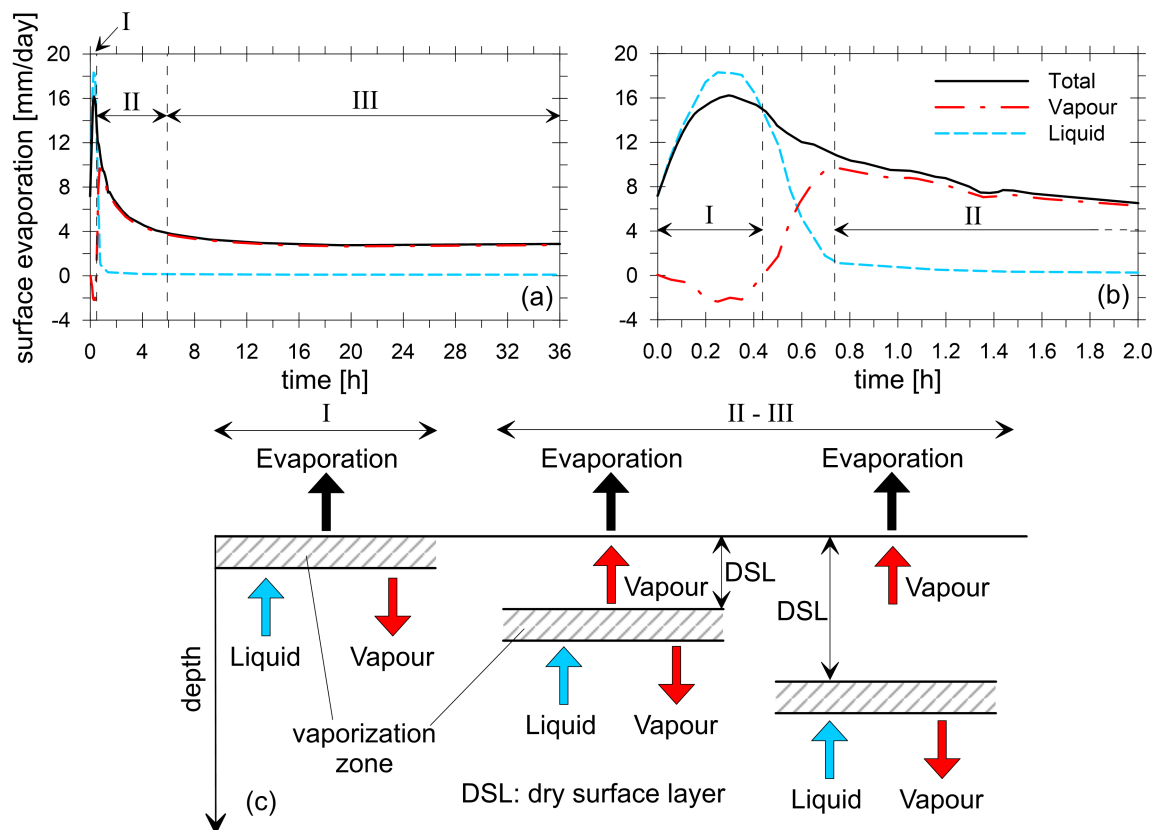 surface evaporation [mm/day]
I
20
16
12
8
4
0
-4
II
III
(a)
0
4
8
12
16
20
24
28
32
36
time [h]
20
16
12
8
4
0
-4
Total
Vapour
Liquid
I
II
(b)
0.0
0.2
0.4
0.6
0.8
1.0
1.2
1.4
1.6
1.8
2.0
time [h]
I
II - III
Evaporation
Evaporation
Evaporation
depth
Liquid
Vapour
vaporization
zone
Vapour
DSL
Liquid
Vapour
DSL
Vapour
Liquid
Vapour
(c)
DSL: dry surface layer